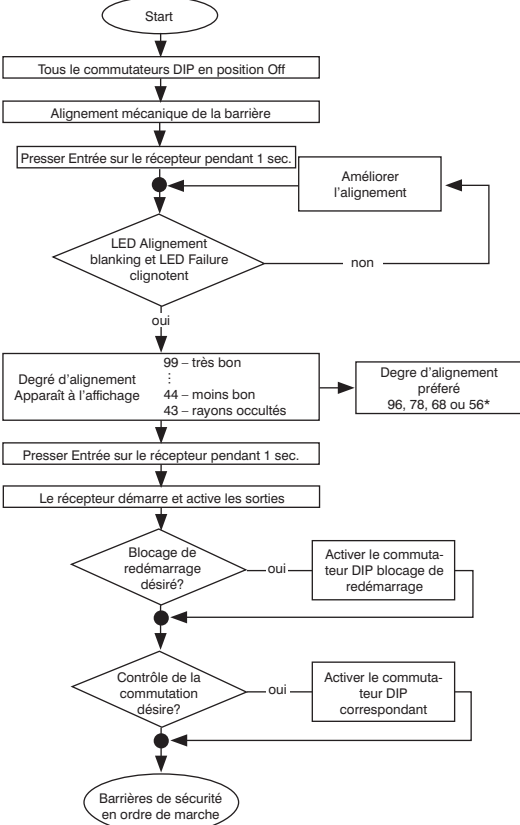 Start
Tous le commutateurs DIP en position Off
Alignement mécanique de la barrière
Presser Entrée sur le récepteur pendant 1 sec.
Améliorer
l'alignement
LED Alignement
blanking et LED Failure
clignotent
non
oui
Degré d'alignement
Apparaît à l'affichage
99 – très bon
⋮
44 – moins bon
43 – rayons occultés
Degre d'alignement
préferé
96, 78, 68 ou 56*
Presser Entrée sur le récepteur pendant 1 sec.
Le récepteur démarre et active les sorties
Blocage de
redémarrage
désiré?
oui
Activer le commuta-
teur DIP blocage de
redémarrage
Contrôle de la
commutation
désire?
oui
Activer le commuta-
teur DIP
correspondant
Barrières de sécurité
en ordre de marche